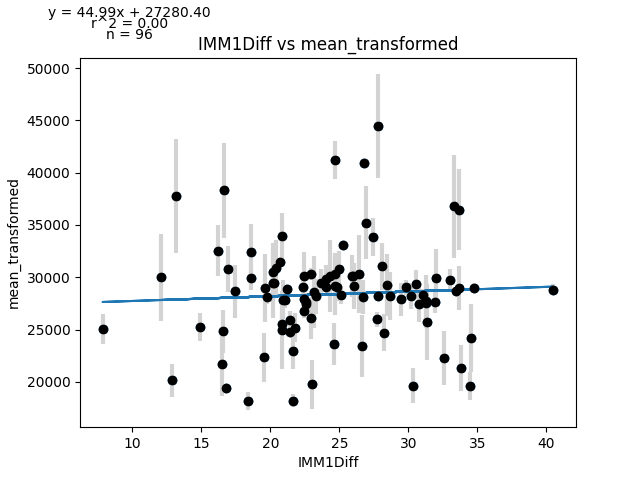 y = 44.99x + 27280.40
r^2 = 0.00
n = 96
IMM1Diff vs mean_transformed
50000
45000
40000
35000
30000
25000
20000
mean_transformed
10 15 20 25 30 35 40
IMM1Diff